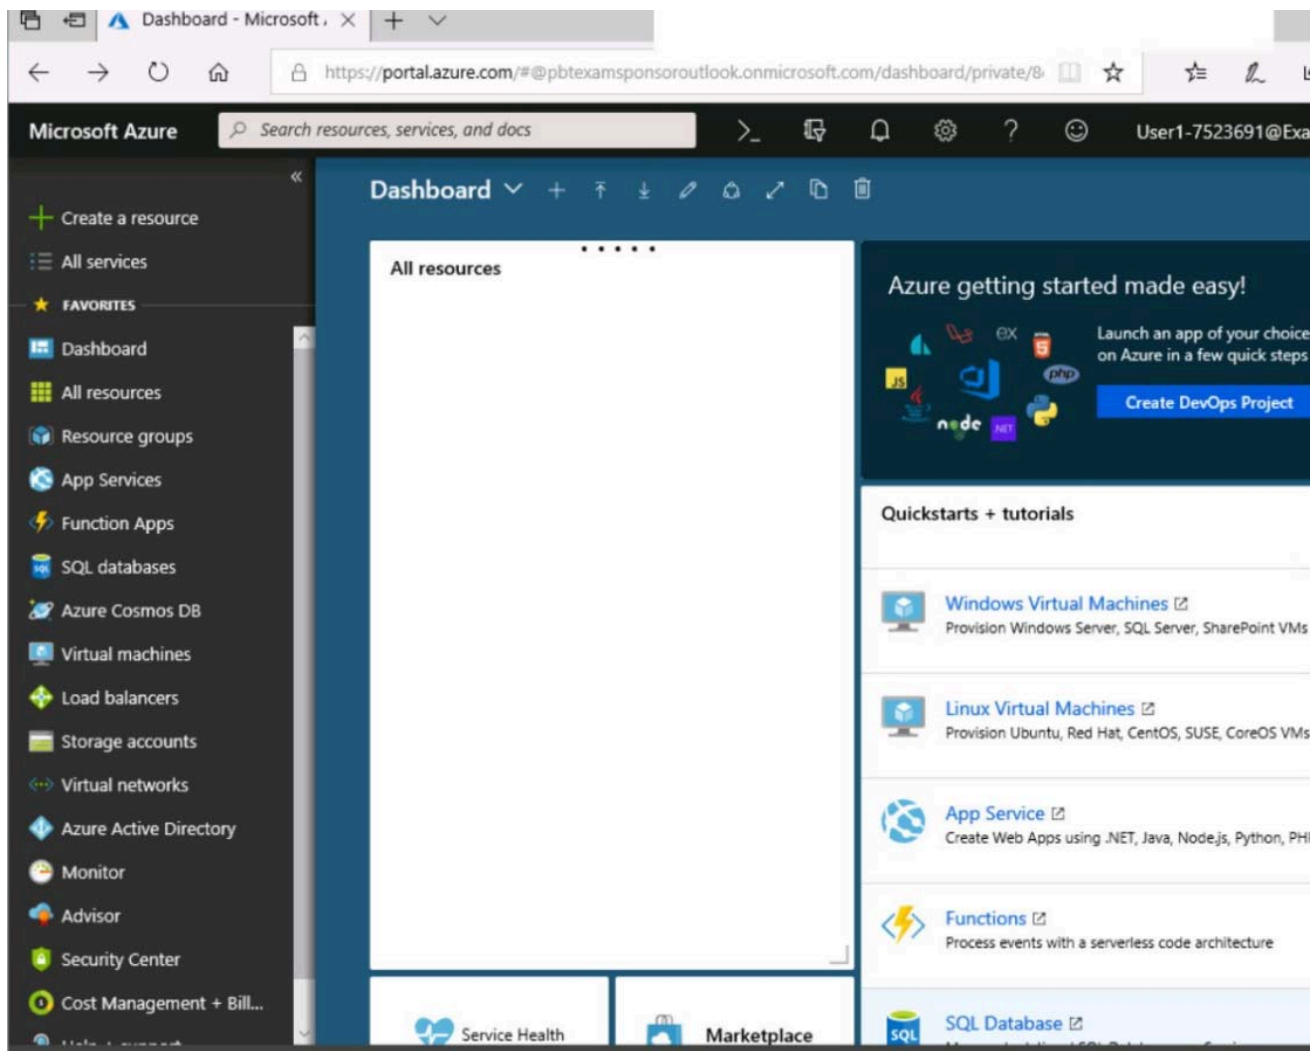 Dashboard - Microsoft
https://portal.azure.com/#@pbtexamsponsoroutlook.onmicrosoft.com/dashboard/private/8
Microsoft Azure
Search resources, services, and docs
User1-7523691@Exa
Create a resource
All services
FAVORITES
Dashboard
All resources
Resource groups
App Services
Function Apps
SQL databases
Azure Cosmos DB
Virtual machines
Load balancers
Storage accounts
Virtual networks
Azure Active Directory
Monitor
Advisor
Security Center
Cost Management + Bill...
Dashboard
All resources
Service Health
Marketplace
Azure getting started made easy!
ex
JS
php
node
.NET
Launch an app of your choice
on Azure in a few quick steps
Create DevOps Project
Quickstarts + tutorials
Windows Virtual Machines
Provision Windows Server, SQL Server, SharePoint VMs
Linux Virtual Machines
Provision Ubuntu, Red Hat, CentOS, SUSE, CoreOS VMs
App Service
Create Web Apps using .NET, Java, Node.js, Python, PH
Functions
Process events with a serverless code architecture
SQL
SQL Database